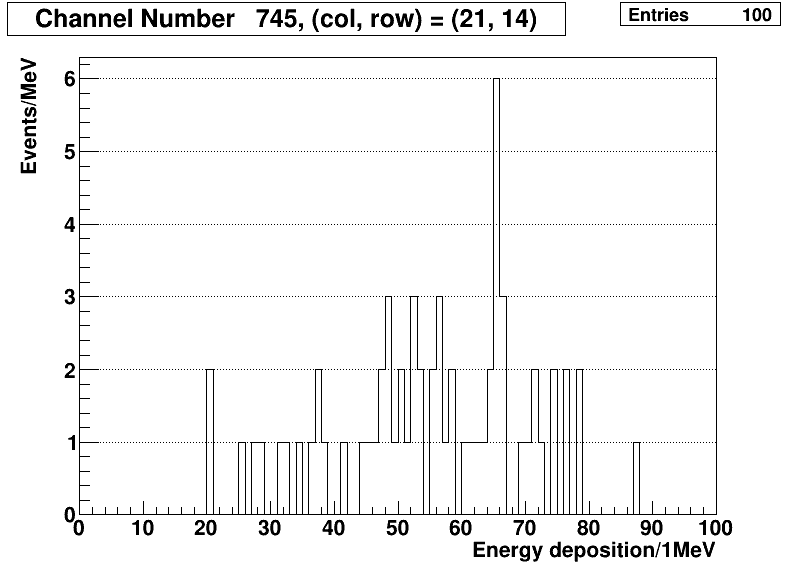 Channel Number 745, (col, row) = (21, 14)
Entries 100
Events/MeV
6
5
4
3
2
1
0
0 10 20 30 40 50 60 70 80 90 100
Energy deposition/1MeV